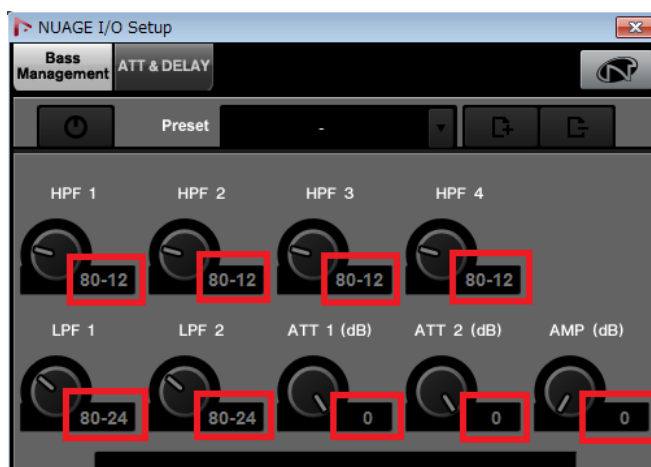 NUAGE I/O Setup
Bass
Management
ATT & DELAY
Preset
-
HPF 1
HPF 2
HPF 3
HPF 4
80-12
80-12
80-12
80-12
LPF 1
LPF 2
ATT 1 (dB)
ATT 2 (dB)
AMP (dB)
80-24
80-24
0
0
0